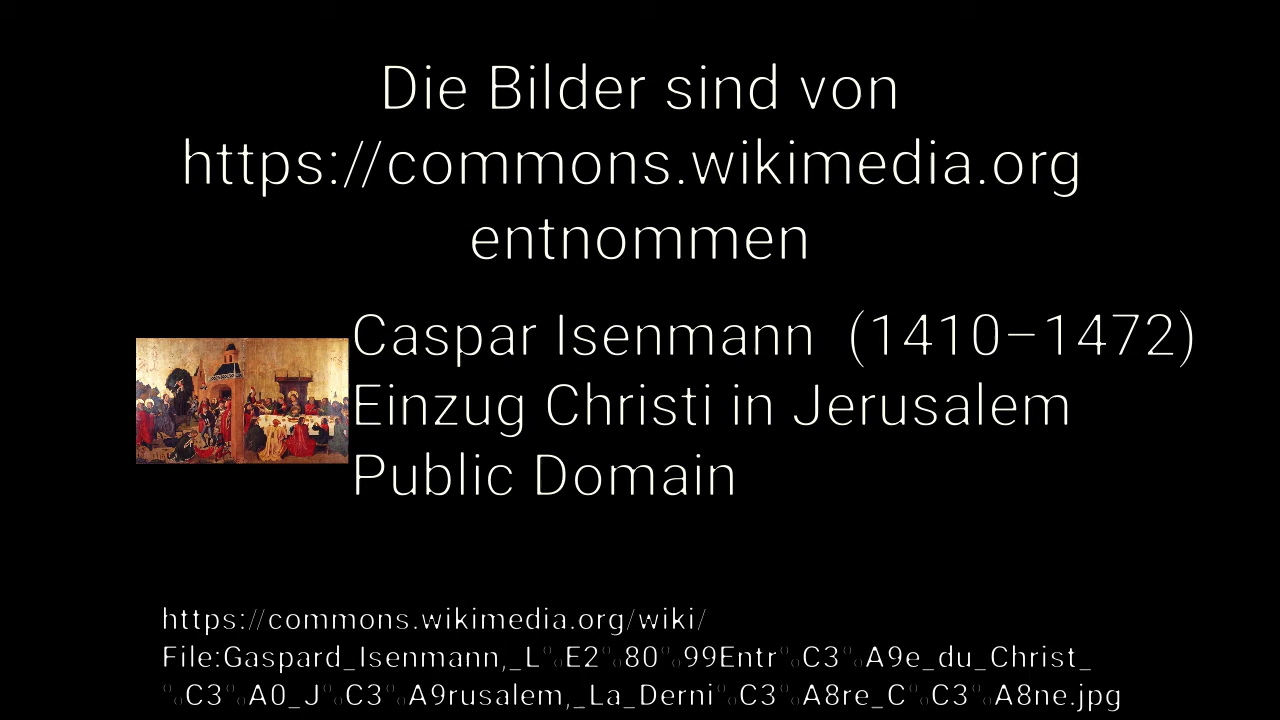 Die Bilder sind von
https://commons.wikimedia.org
entnommen
Caspar Isenmann (1410–1472)
Einzug Christi in Jerusalem
Public Domain
https://commons.wikimedia.org/wiki/
File:Gaspard_Isenmann,_L%E2%80%99Entr%C3%A9e_du_Christ_
%C3%A0_J%C3%A9rusalem,_La_Derni%C3%A8re_C%C3%A8ne.jpg